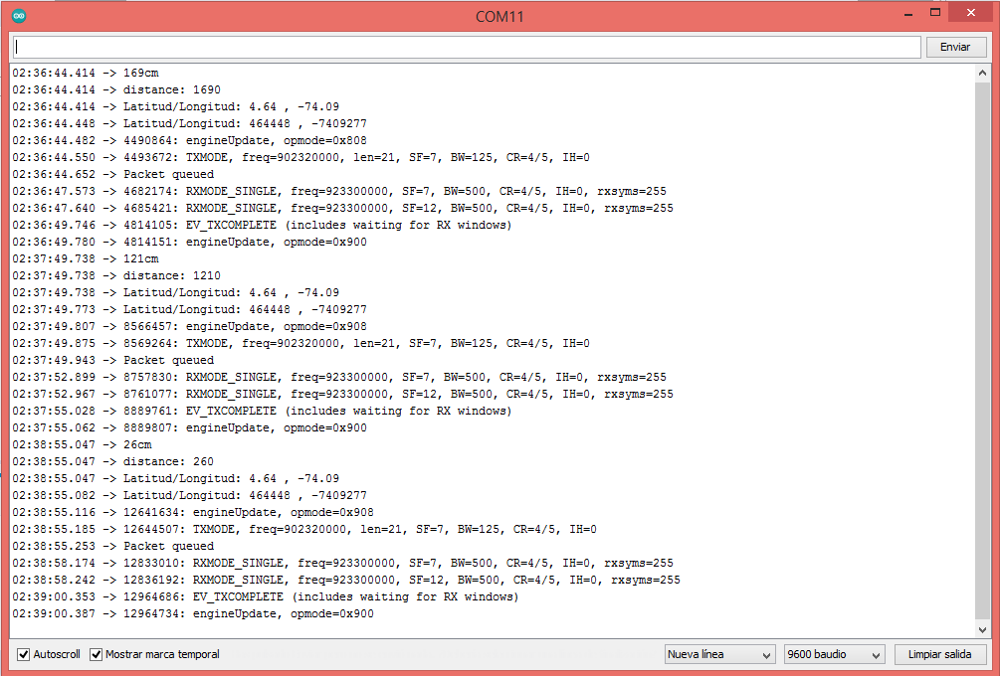 COM11
Enviar
02:36:44.414 -> 169cm
02:36:44.414 -> distance: 1690
02:36:44.414 -> Latitud/Longitud: 4.64 , -74.09
02:36:44.448 -> Latitud/Longitud: 464448 , -7409277
02:36:44.482 -> 4490864: engineUpdate, opmode=0x808
02:36:44.550 -> 4493672: TXMODE, freq=902320000, len=21, SF=7, BW=125, CR=4/5, IH=0
02:36:44.652 -> Packet queued
02:36:47.573 -> 4682174: RXMODE_SINGLE, freq=923300000, SF=7, BW=500, CR=4/5, IH=0, rxsyms=255
02:36:47.640 -> 4685421: RXMODE_SINGLE, freq=923300000, SF=12, BW=500, CR=4/5, IH=0, rxsyms=255
02:36:49.746 -> 4814105: EV_TXCOMPLETE (includes waiting for RX windows)
02:36:49.780 -> 4814151: engineUpdate, opmode=0x900
02:37:49.738 -> 121cm
02:37:49.738 -> distance: 1210
02:37:49.738 -> Latitud/Longitud: 4.64 , -74.09
02:37:49.773 -> Latitud/Longitud: 464448 , -7409277
02:37:49.807 -> 8566457: engineUpdate, opmode=0x908
02:37:49.875 -> 8569264: TXMODE, freq=902320000, len=21, SF=7, BW=125, CR=4/5, IH=0
02:37:49.943 -> Packet queued
02:37:52.899 -> 8757830: RXMODE_SINGLE, freq=923300000, SF=7, BW=500, CR=4/5, IH=0, rxsyms=255
02:37:52.967 -> 8761077: RXMODE_SINGLE, freq=923300000, SF=12, BW=500, CR=4/5, IH=0, rxsyms=255
02:37:55.028 -> 8889761: EV_TXCOMPLETE (includes waiting for RX windows)
02:37:55.062 -> 8889807: engineUpdate, opmode=0x900
02:38:55.047 -> 26cm
02:38:55.047 -> distance: 260
02:38:55.047 -> Latitud/Longitud: 4.64 , -74.09
02:38:55.082 -> Latitud/Longitud: 464448 , -7409277
02:38:55.116 -> 12641634: engineUpdate, opmode=0x908
02:38:55.185 -> 12644507: TXMODE, freq=902320000, len=21, SF=7, BW=125, CR=4/5, IH=0
02:38:55.253 -> Packet queued
02:38:58.174 -> 12833010: RXMODE_SINGLE, freq=923300000, SF=7, BW=500, CR=4/5, IH=0, rxsyms=255
02:38:58.242 -> 12836192: RXMODE_SINGLE, freq=923300000, SF=12, BW=500, CR=4/5, IH=0, rxsyms=255
02:39:00.353 -> 12964686: EV_TXCOMPLETE (includes waiting for RX windows)
02:39:00.387 -> 12964734: engineUpdate, opmode=0x900
Autoscroll Mostrar marca temporal Nueva línea 9600 baudio Limpiar salida